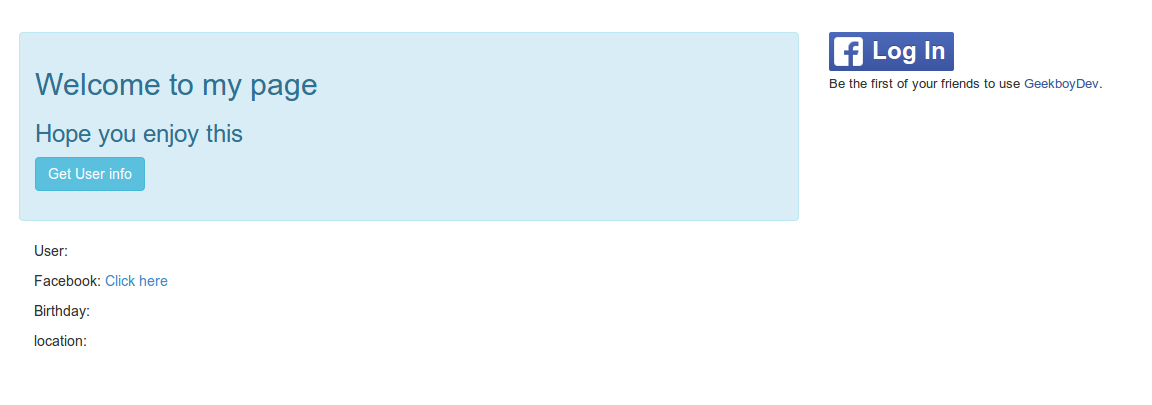 Welcome to my page
Hope you enjoy this
Get User info
User:
Facebook: Click here
Birthday:
location:
Log In
Be the first of your friends to use GeekboyDev.